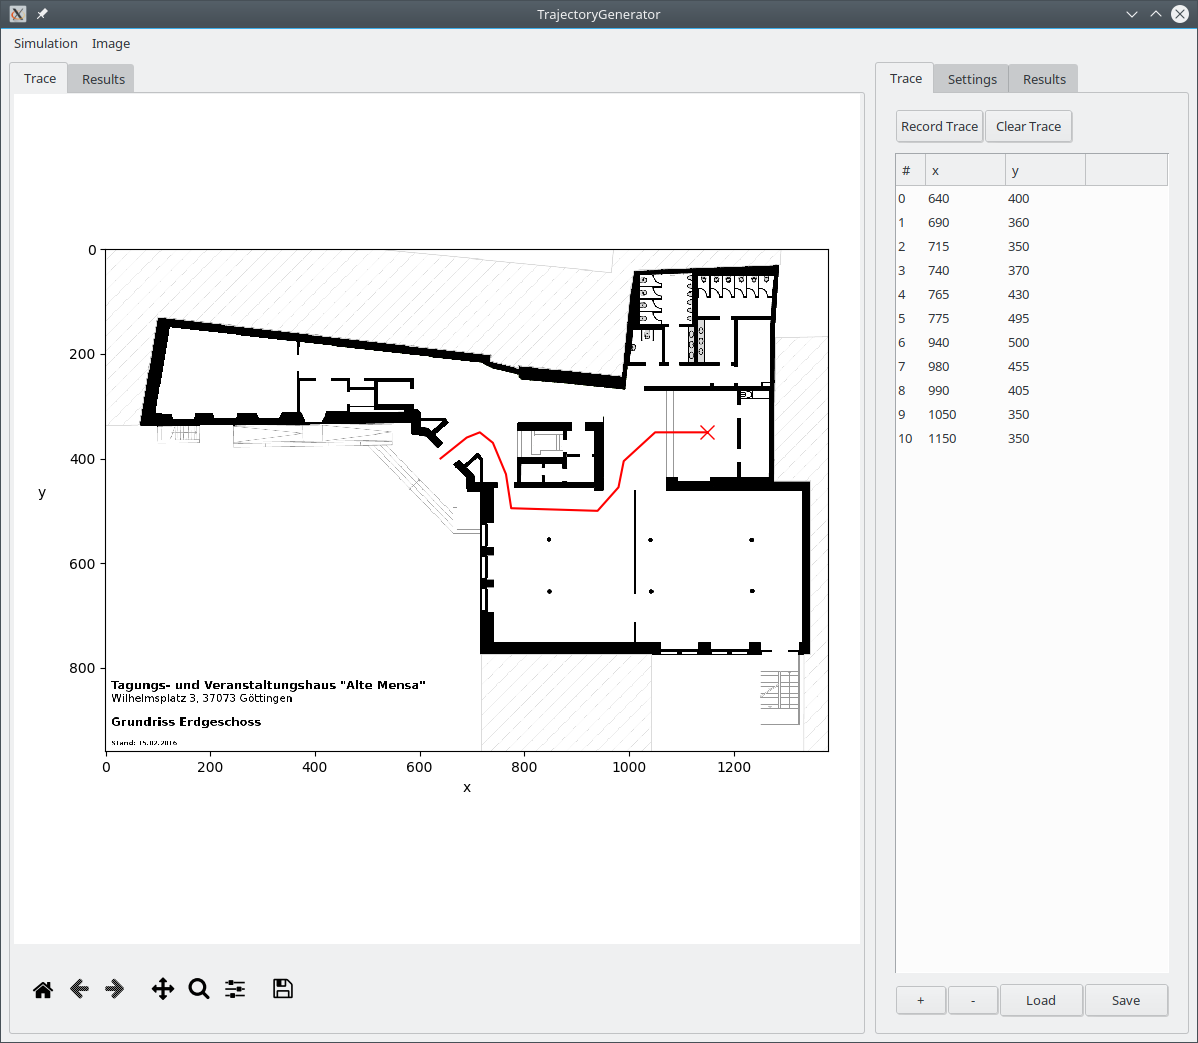 TrajectoryGenerator
Simulation Image
Trace Results
Trace Settings Results
Record Trace Clear Trace
# x y
0 640 400
1 690 360
2 715 350
3 740 370
4 765 430
5 775 495
6 940 500
7 980 455
8 990 405
9 1050 350
10 1150 350
0
200
400
600
800
y
Tagungs- und Veranstaltungshaus "Alte Mensa"
Wilhelmsplatz 3, 37073 Göttingen
Grundriss Erdgeschoss
Stand: 15.02.2016
0 200 400 600 800 1000 1200
x
+ - Load Save